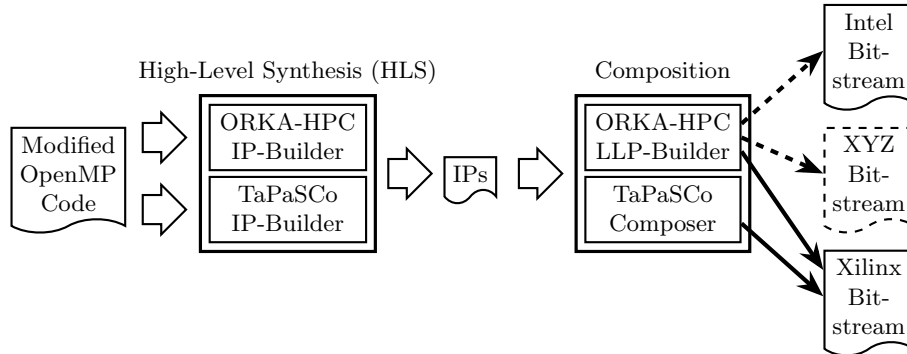 Modified
OpenMP
Code
High-Level Synthesis (HLS)
ORKA-HPC
IP-Builder
TaPaSCo
IP-Builder
IPs
Composition
ORKA-HPC
LLP-Builder
TaPaSCo
Composer
Intel
Bit-
stream
XYZ
Bit-
stream
Xilinx
Bit-
stream